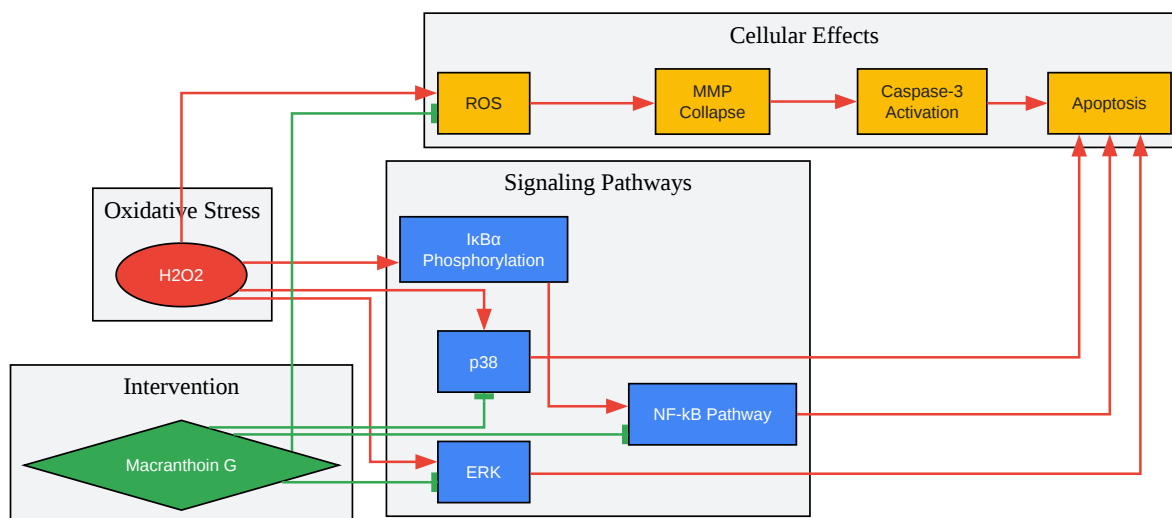 Cellular Effects
ROS
MMP
Collapse
Caspase-3
Activation
Apoptosis
Signaling Pathways
Oxidative Stress
IκBα
Phosphorylation
H2O2
p38
Intervention
NF-kB Pathway
Macranthoin G
ERK